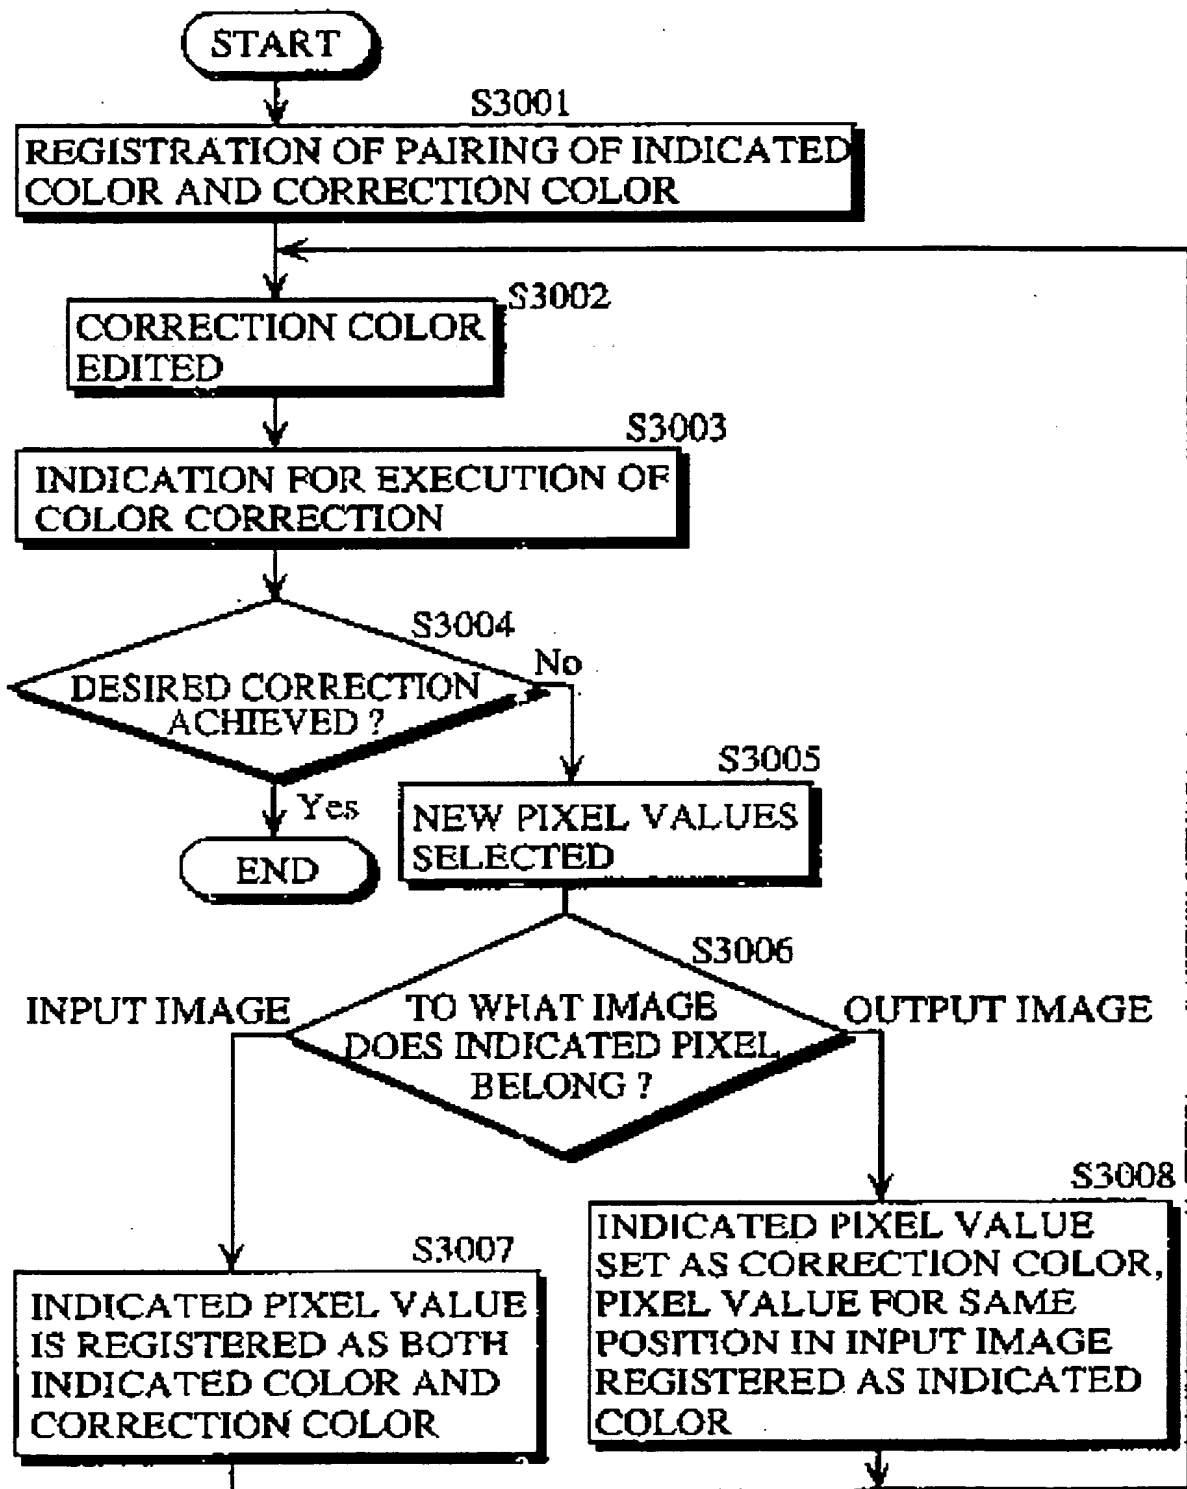 START
S3001
REGISTRATION OF PAIRING OF INDICATED
COLOR AND CORRECTION COLOR
S3002
CORRECTION COLOR
EDITED
S3003
INDICATION FOR EXECUTION OF
COLOR CORRECTION
S3004
No
DESIRED CORRECTION
ACHIEVED ?
S3005
Yes
NEW PIXEL VALUES
SELECTED
END
S3006
INPUT IMAGE
TO WHAT IMAGE
DOES INDICATED PIXEL
BELONG ?
OUTPUT IMAGE
S3008
INDICATED PIXEL VALUE
SET AS CORRECTION COLOR,
PIXEL VALUE FOR SAME
POSITION IN INPUT IMAGE
REGISTERED AS INDICATED
COLOR
S3007
INDICATED PIXEL VALUE
IS REGISTERED AS BOTH
INDICATED COLOR AND
CORRECTION COLOR